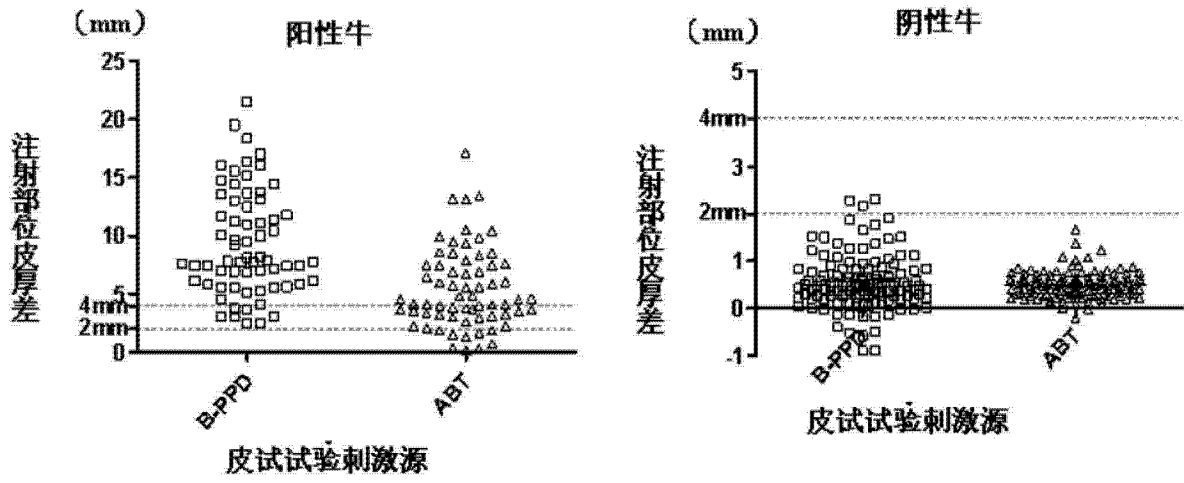 （mm）
阳性牛
25
20
15
10
5
4mm
2mm
0
注射部位皮厚差
B-PPD
ABT
皮试试验刺激源
（mm）
阴性牛
5
4mm
3
2mm
1
0
-1
注射部位皮厚差
B-PPD
ABT
皮试试验刺激源